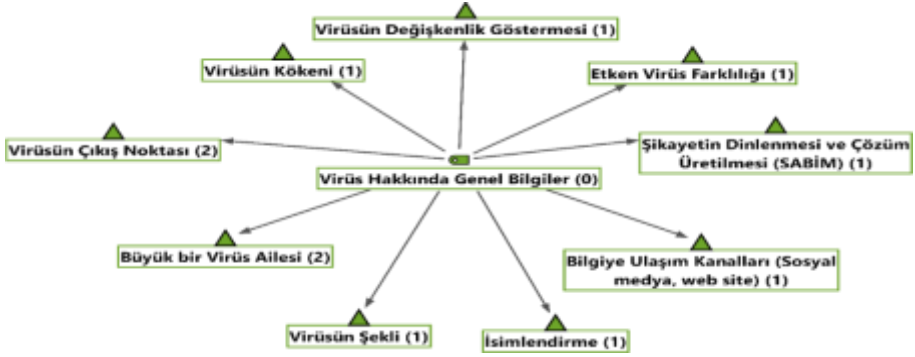 Virüsün Değişkenlik Göstermesi (1)
Virüsün Kökeni (1)
Etken Virüs Farklılığı (1)
Virüsün Çıkış Noktası (2)
Şikayetin Dinlenmesi ve Çözüm
Üretilmesi (SABİM) (1)
Virüs Hakkında Genel Bilgiler (0)
Büyük bir Virüs Ailesi (2)
Bilgiye Ulaşım Kanalları (Sosyal
medya, web site) (1)
Virüsün Şekli (1)
İsimlendirme (1)